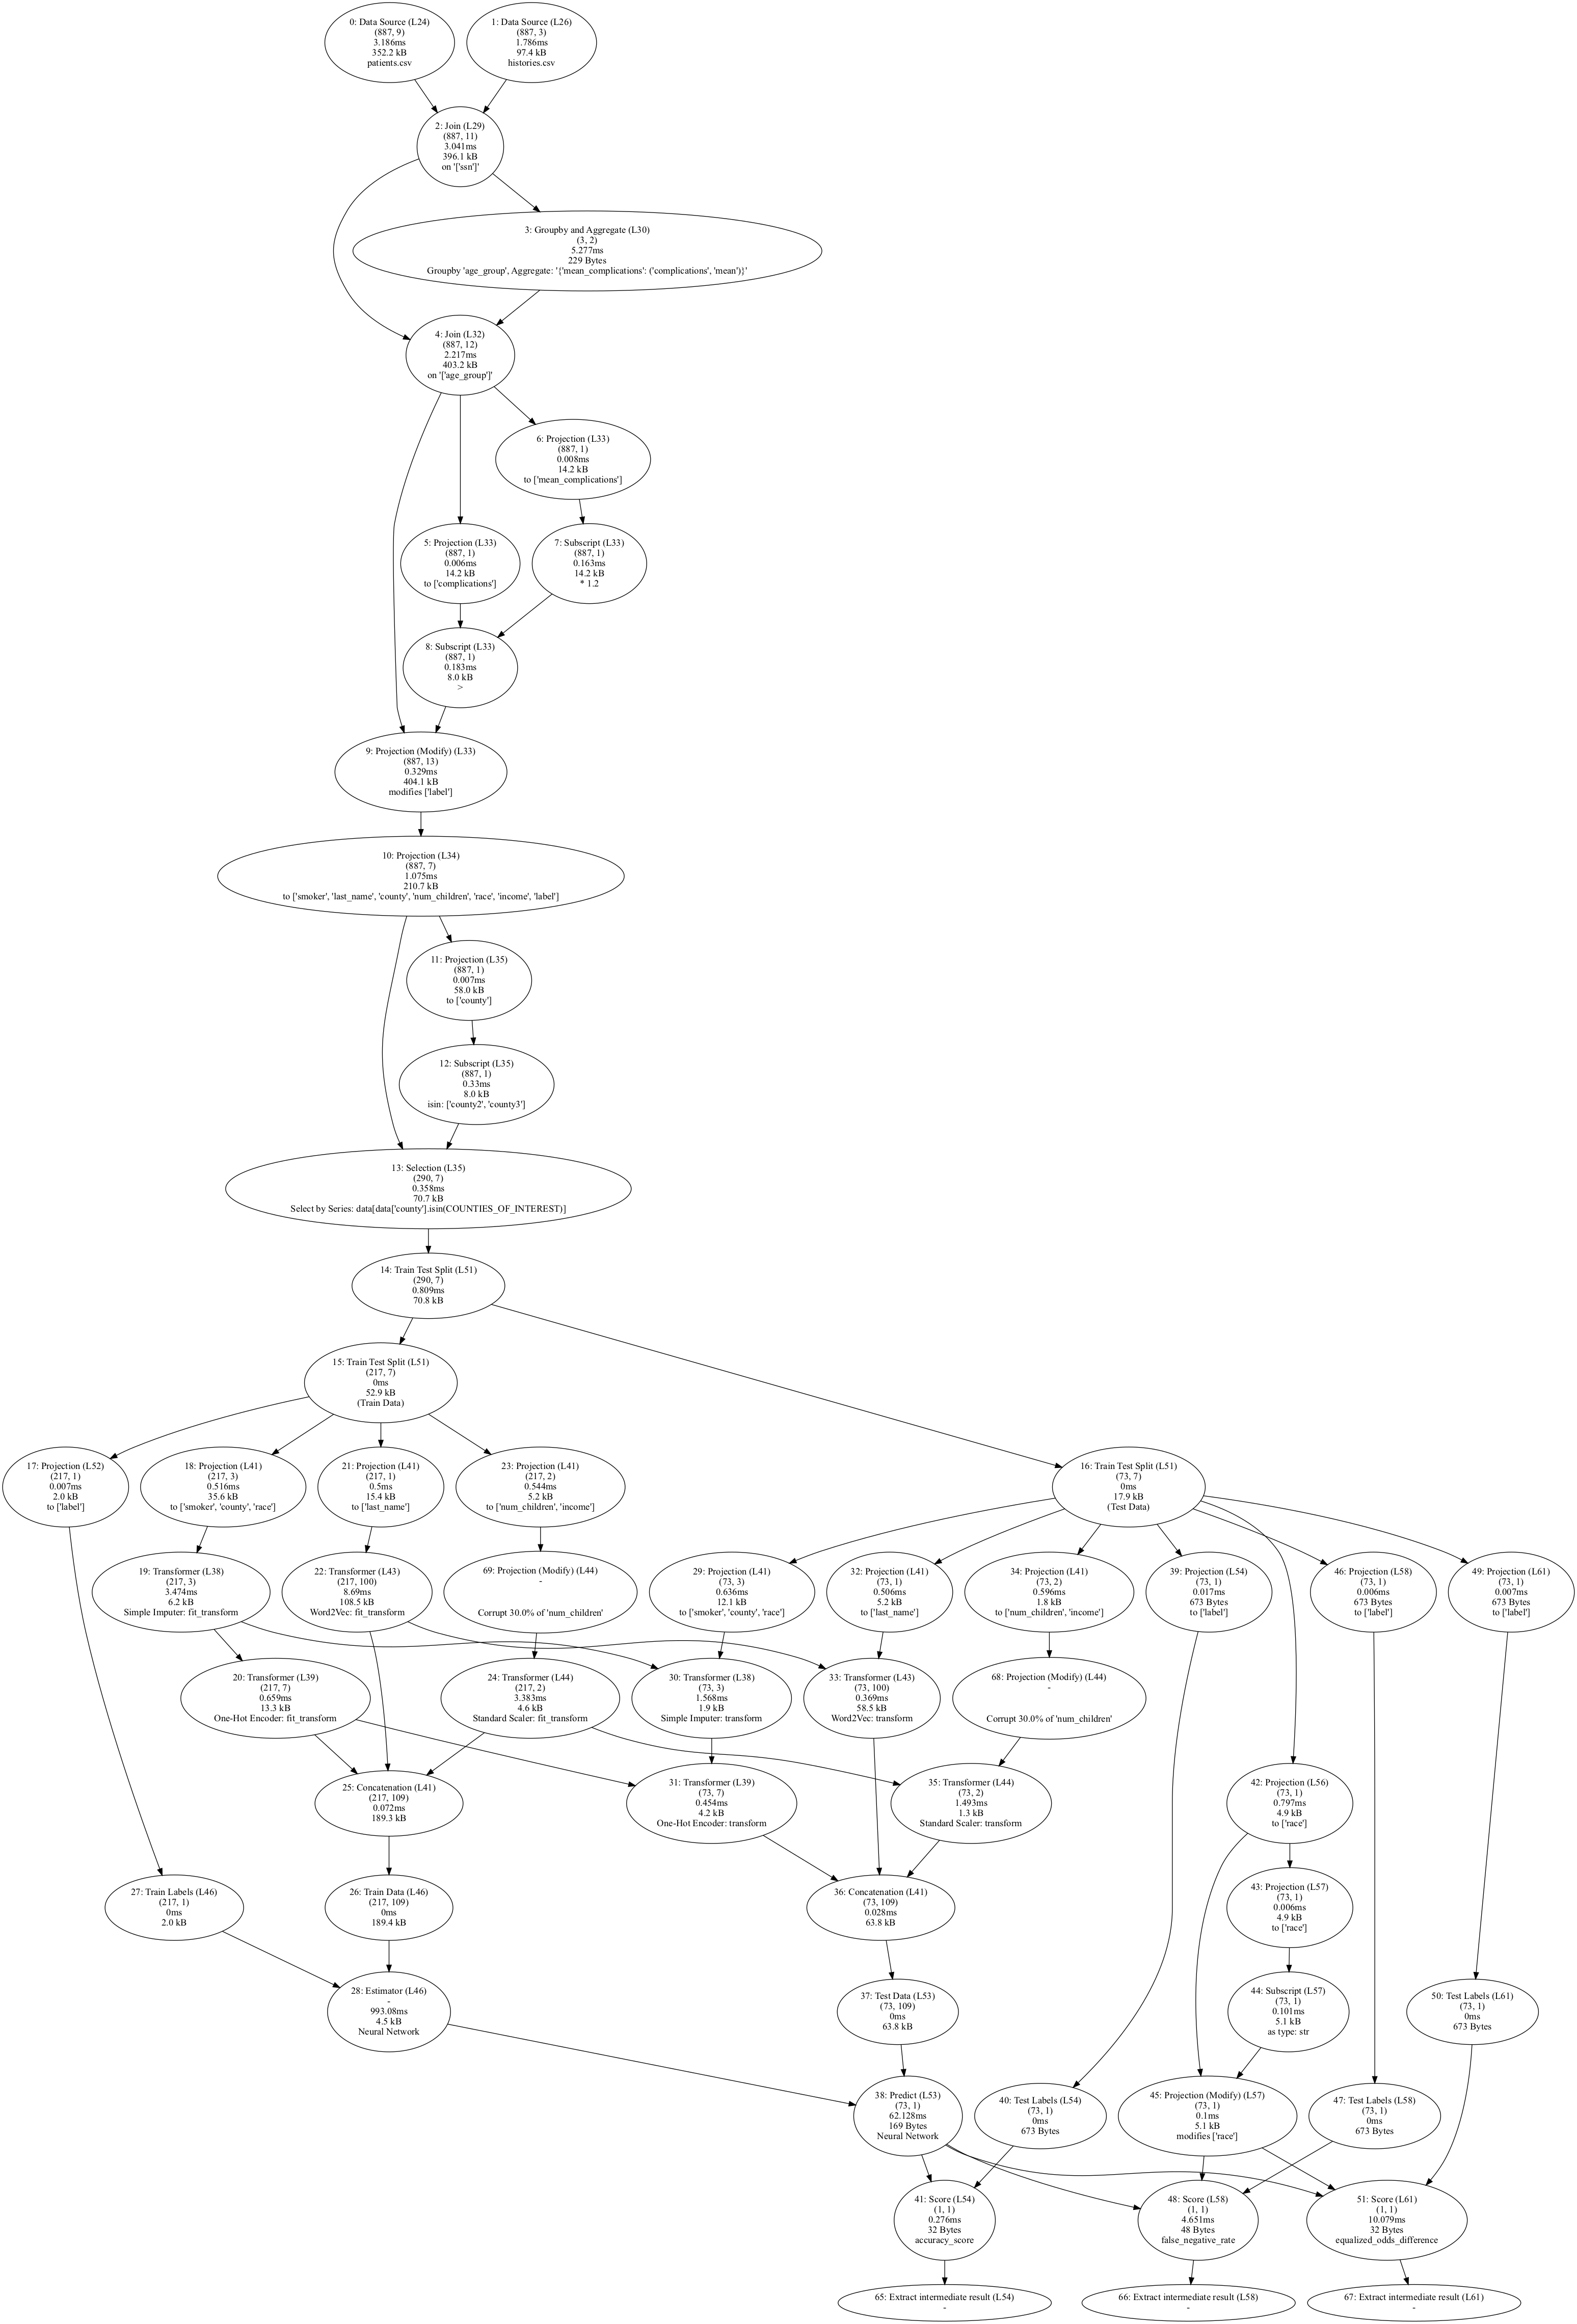 0: Data Source (L24)
(887, 9)
3.186ms
352.2 kB
patients.csv
1: Data Source (L26)
(887, 3)
1.786ms
97.4 kB
histories.csv
2: Join (L29)
(887, 11)
3.041ms
396.1 kB
on '['ssn']'
3: Groupby and Aggregate (L30)
(3, 2)
5.277ms
229 Bytes
Groupby 'age_group', Aggregate: '{'mean_complications': ('complications', 'mean')}'
4: Join (L32)
(887, 12)
2.217ms
403.2 kB
on '['age_group']'
6: Projection (L33)
(887, 1)
0.008ms
14.2 kB
to ['mean_complications']
5: Projection (L33)
(887, 1)
0.006ms
14.2 kB
to ['complications']
7: Subscript (L33)
(887, 1)
0.163ms
14.2 kB
* 1.2
8: Subscript (L33)
(887, 1)
0.183ms
8.0 kB
>
9: Projection (Modify) (L33)
(887, 13)
0.329ms
404.1 kB
modifies ['label']
10: Projection (L34)
(887, 7)
1.075ms
210.7 kB
to ['smoker', 'last_name', 'county', 'num_children', 'race', 'income', 'label']
11: Projection (L35)
(887, 1)
0.007ms
58.0 kB
to ['county']
12: Subscript (L35)
(887, 1)
0.33ms
8.0 kB
isin: ['county2', 'county3']
13: Selection (L35)
(290, 7)
0.358ms
70.7 kB
Select by Series: data[data['county'].isin(COUNTIES_OF_INTEREST)]
14: Train Test Split (L51)
(290, 7)
0.809ms
70.8 kB
15: Train Test Split (L51)
(217, 7)
0ms
52.9 kB
(Train Data)
17: Projection (L52)
(217, 1)
0.007ms
2.0 kB
to ['label']
18: Projection (L41)
(217, 3)
0.516ms
35.6 kB
to ['smoker', 'county', 'race']
21: Projection (L41)
(217, 1)
0.5ms
15.4 kB
to ['last_name']
23: Projection (L41)
(217, 2)
0.544ms
5.2 kB
to ['num_children', 'income']
16: Train Test Split (L51)
(73, 7)
0ms
17.9 kB
(Test Data)
19: Transformer (L38)
(217, 3)
3.474ms
6.2 kB
Simple Imputer: fit_transform
22: Transformer (L43)
(217, 100)
8.69ms
108.5 kB
Word2Vec: fit_transform
69: Projection (Modify) (L44)
-
Corrupt 30.0% of 'num_children'
29: Projection (L41)
(73, 3)
0.636ms
12.1 kB
to ['smoker', 'county', 'race']
32: Projection (L41)
(73, 1)
0.506ms
5.2 kB
to ['last_name']
34: Projection (L41)
(73, 2)
0.596ms
1.8 kB
to ['num_children', 'income']
39: Projection (L54)
(73, 1)
0.017ms
673 Bytes
to ['label']
46: Projection (L58)
(73, 1)
0.006ms
673 Bytes
to ['label']
49: Projection (L61)
(73, 1)
0.007ms
673 Bytes
to ['label']
20: Transformer (L39)
(217, 7)
0.659ms
13.3 kB
One-Hot Encoder: fit_transform
24: Transformer (L44)
(217, 2)
3.383ms
4.6 kB
Standard Scaler: fit_transform
30: Transformer (L38)
(73, 3)
1.568ms
1.9 kB
Simple Imputer: transform
33: Transformer (L43)
(73, 100)
0.369ms
58.5 kB
Word2Vec: transform
68: Projection (Modify) (L44)
-
Corrupt 30.0% of 'num_children'
25: Concatenation (L41)
(217, 109)
0.072ms
189.3 kB
31: Transformer (L39)
(73, 7)
0.454ms
4.2 kB
One-Hot Encoder: transform
35: Transformer (L44)
(73, 2)
1.493ms
1.3 kB
Standard Scaler: transform
42: Projection (L56)
(73, 1)
0.797ms
4.9 kB
to ['race']
27: Train Labels (L46)
(217, 1)
0ms
2.0 kB
26: Train Data (L46)
(217, 109)
0ms
189.4 kB
36: Concatenation (L41)
(73, 109)
0.028ms
63.8 kB
43: Projection (L57)
(73, 1)
0.006ms
4.9 kB
to ['race']
28: Estimator (L46)
-
993.08ms
4.5 kB
Neural Network
37: Test Data (L53)
(73, 109)
0ms
63.8 kB
44: Subscript (L57)
(73, 1)
0.101ms
5.1 kB
as type: str
50: Test Labels (L61)
(73, 1)
0ms
673 Bytes
38: Predict (L53)
(73, 1)
62.128ms
169 Bytes
Neural Network
40: Test Labels (L54)
(73, 1)
0ms
673 Bytes
45: Projection (Modify) (L57)
(73, 1)
0.1ms
5.1 kB
modifies ['race']
47: Test Labels (L58)
(73, 1)
0ms
673 Bytes
41: Score (L54)
(1, 1)
0.276ms
32 Bytes
accuracy_score
48: Score (L58)
(1, 1)
4.651ms
48 Bytes
false_negative_rate
51: Score (L61)
(1, 1)
10.079ms
32 Bytes
equalized_odds_difference
65: Extract intermediate result (L54)
-
66: Extract intermediate result (L58)
-
67: Extract intermediate result (L61)
-